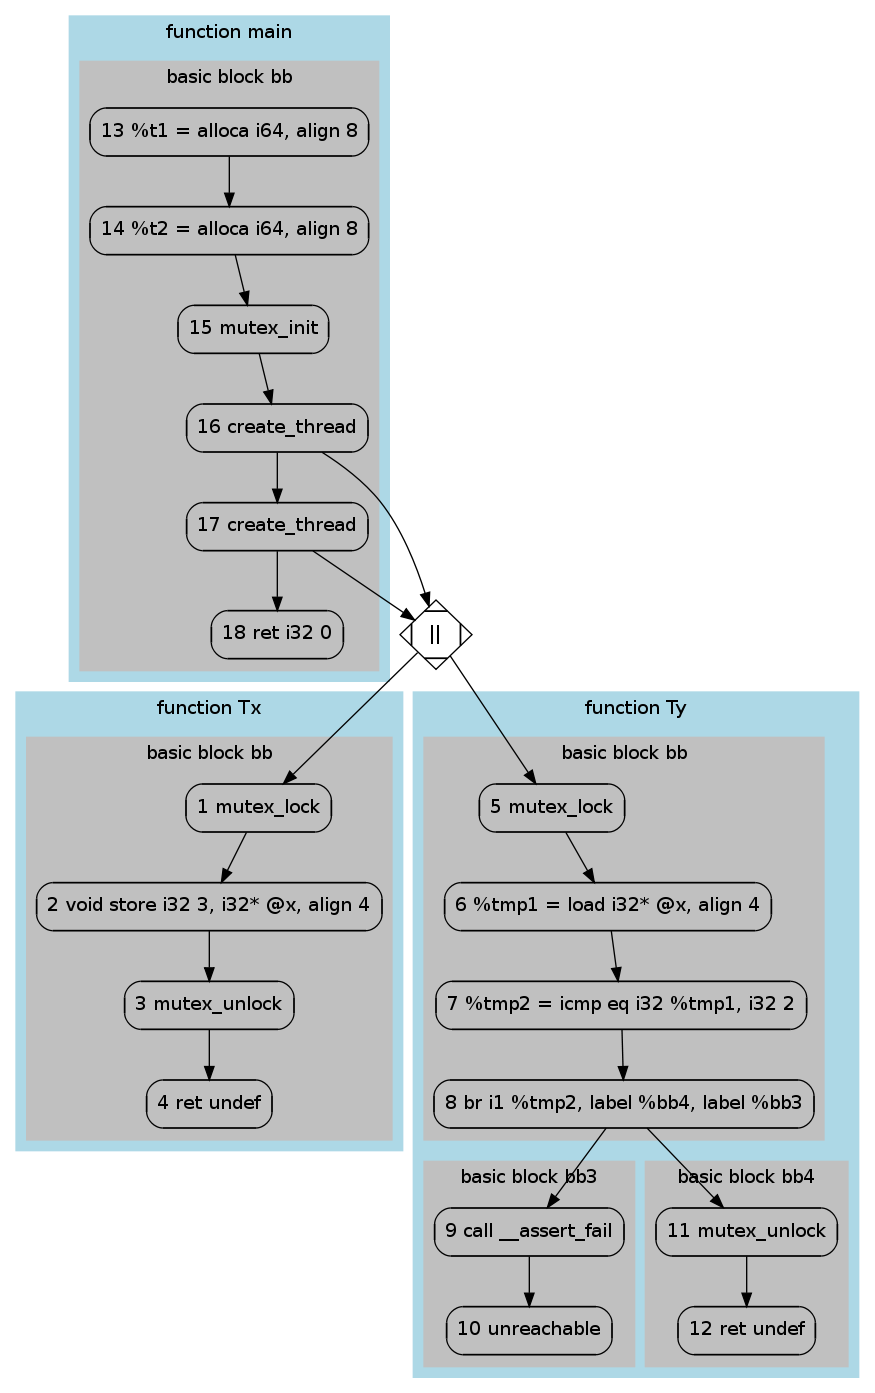 function main
basic block bb
13 %t1 = alloca i64, align 8
14 %t2 = alloca i64, align 8
15 mutex_init
16 create_thread
17 create_thread
18 ret i32 0
||
function Tx
basic block bb
1 mutex_lock
2 void store i32 3, i32* @x, align 4
3 mutex_unlock
4 ret undef
function Ty
basic block bb
5 mutex_lock
6 %tmp1 = load i32* @x, align 4
7 %tmp2 = icmp eq i32 %tmp1, i32 2
8 br i1 %tmp2, label %bb4, label %bb3
basic block bb3
9 call __assert_fail
10 unreachable
basic block bb4
11 mutex_unlock
12 ret undef